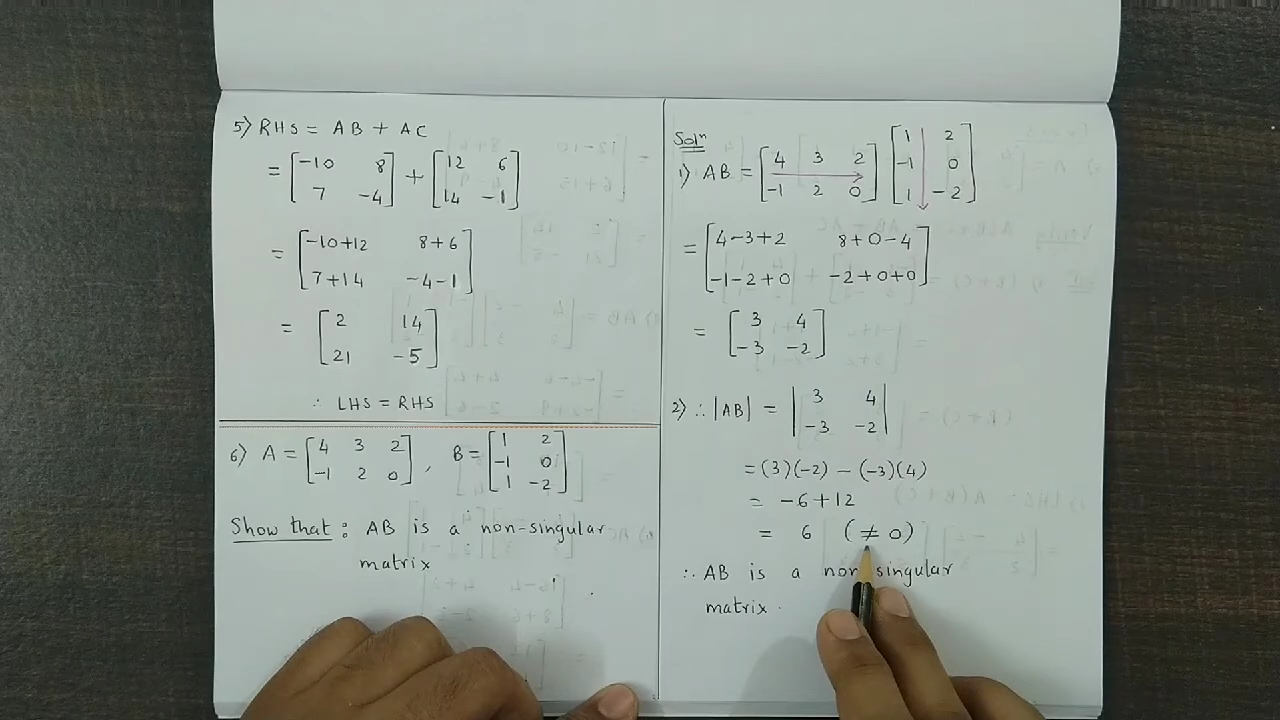 5) RHS = AB + AC
= [-10 8] + [12 6]
7 -4 14 -1
= [-10+12 8+6]
7+14 -4-1
= [2 14]
21 -5
∴ LHS = RHS
6) A = [4 3 2], B = [1 2]
-1 2 0 -1 0
1 -2
Show that : AB is a non-singular
matrix
Solⁿ
1) AB = [4 3 2] [1 2]
-1 2 0 -1 0
1 -2
= [4-3+2 8+0-4]
-1-2+0 -2+0+0
= [3 4]
-3 -2
2) ∴ |AB| = |3 4|
-3 -2
= (3)(-2) - (-3)(4)
= -6+12
= 6 (≠ 0)
∴ AB is a non-singular
matrix.